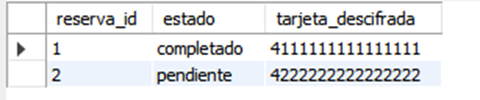 reserva_id estado tarjeta_descifrada
1 completado 4111111111111111
2 pendiente 4222222222222222